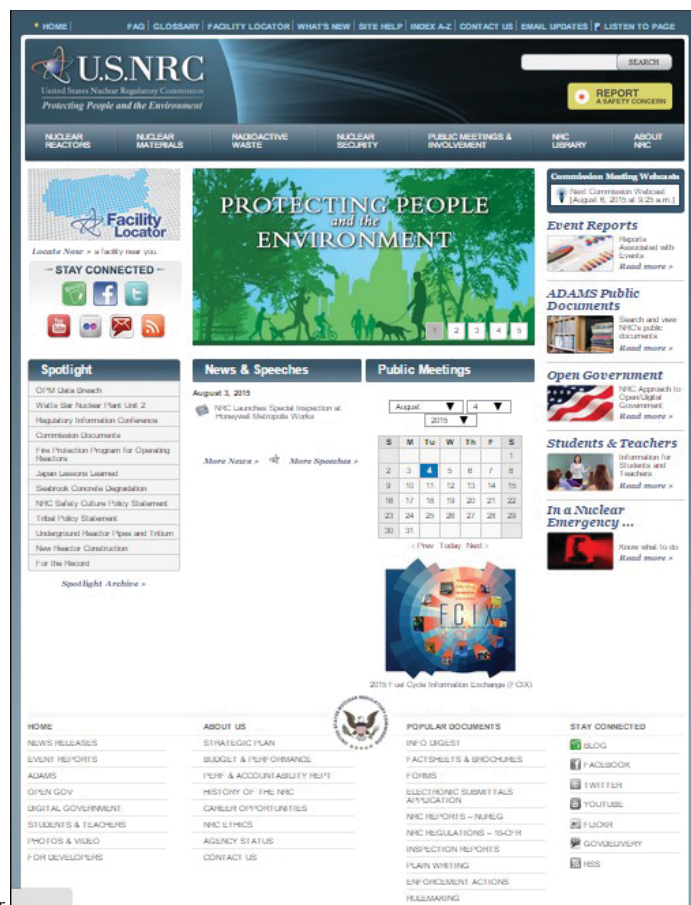 HOME
FAQ GLOSSARY FACILITY LOCATOR WHAT'S NEW SITE HELP INDEX A-Z CONTACT US EMAIL UPDATES LISTEN TO PAGE
U.S.NRC
United States Nuclear Regulatory Commission
Protecting People and the Environment
SEARCH
REPORT
A SAFETY CONCERN
NUCLEAR REACTORS
NUCLEAR MATERIALS
RADIOACTIVE WASTE
NUCLEAR SECURITY
PUBLIC MEETINGS & INVOLVEMENT
NRC LIBRARY
ABOUT NRC
Facility
Locator
Locate Now » a facility near you.
STAY CONNECTED
You Tube
PROTECTING PEOPLE
and the
ENVIRONMENT
1 2 3 4 5
Commission Meeting Webcasts
Next Commission Webcast
[August 6, 2015 at 9:25 a.m.]
Event Reports
Reports
Associated with
Events
Read more »
ADAMS Public
Documents
Search and view
NRC's public
documents
Read more »
Open Government
NRC Approach to
Open/Digital
Government
Read more »
Students & Teachers
Information for
Students and
Teachers
Read more »
In a Nuclear
Emergency ...
Know what to do
Read more »
Spotlight
OPM Data Breach
Watts Bar Nuclear Plant Unit 2
Regulatory Information Conference
Commission Documents
Fire Protection Program for Operating
Reactors
Japan Lessons Learned
Seabrook Concrete Degradation
NRC Safety Culture Policy Statement
Tribal Policy Statement
Underground Reactor Pipes and Tritium
New Reactor Construction
For the Record
Spotlight Archive »
News & Speeches
August 3, 2015
NRC Launches Special Inspection at
Honeywell Metropolis Works
More News » More Speeches »
Public Meetings
August 4
2015
S M Tu W Th F S
1
2 3 4 5 6 7 8
9 10 11 12 13 14 15
16 17 18 19 20 21 22
23 24 25 26 27 28 29
30 31
« Prev Today Next »
FCIX
2015 Fuel Cycle Information Exchange (FCIX)
HOME
NEWS RELEASES
EVENT REPORTS
ADAMS
OPEN GOV
DIGITAL GOVERNMENT
STUDENTS & TEACHERS
PHOTOS & VIDEO
FOR DEVELOPERS
ABOUT US
STRATEGIC PLAN
BUDGET & PERFORMANCE
PERF & ACCOUNTABILITY REPT
HISTORY OF THE NRC
CAREER OPPORTUNITIES
NRC ETHICS
AGENCY STATUS
CONTACT US
POPULAR DOCUMENTS
INFO DIGEST
FACTSHEETS & BROCHURES
FORMS
ELECTRONIC SUBMITTALS
APPLICATION
NRC REPORTS – NUREG
NRC REGULATIONS – 10-CFR
INSPECTION REPORTS
PLAIN WRITING
ENFORCEMENT ACTIONS
RULEMAKING
STAY CONNECTED
BLOG
FACEBOOK
TWITTER
YOUTUBE
FLICKR
GOVDELIVERY
RSS